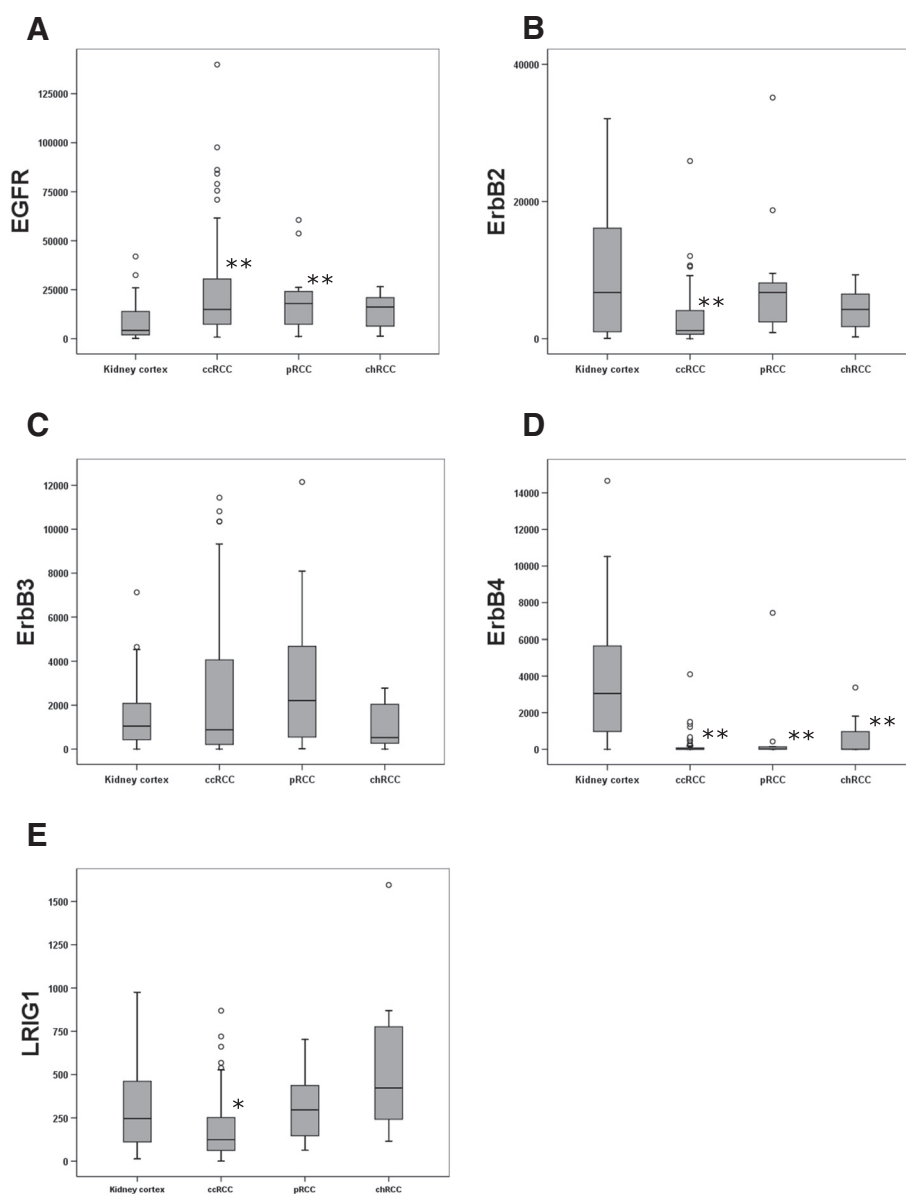 A
EGFR
125000
100000
75000
50000
25000
0
**
**
Kidney cortex ccRCC pRCC chRCC
B
ErbB2
40000
20000
0
**
Kidney cortex ccRCC pRCC chRCC
C
ErbB3
12000
10000
8000
6000
4000
2000
0
Kidney cortex ccRCC pRCC chRCC
D
ErbB4
14000
12000
10000
8000
6000
4000
2000
0
** ** **
Kidney cortex ccRCC pRCC chRCC
E
LRIG1
1500
1250
1000
750
500
250
0
*
Kidney cortex ccRCC pRCC chRCC